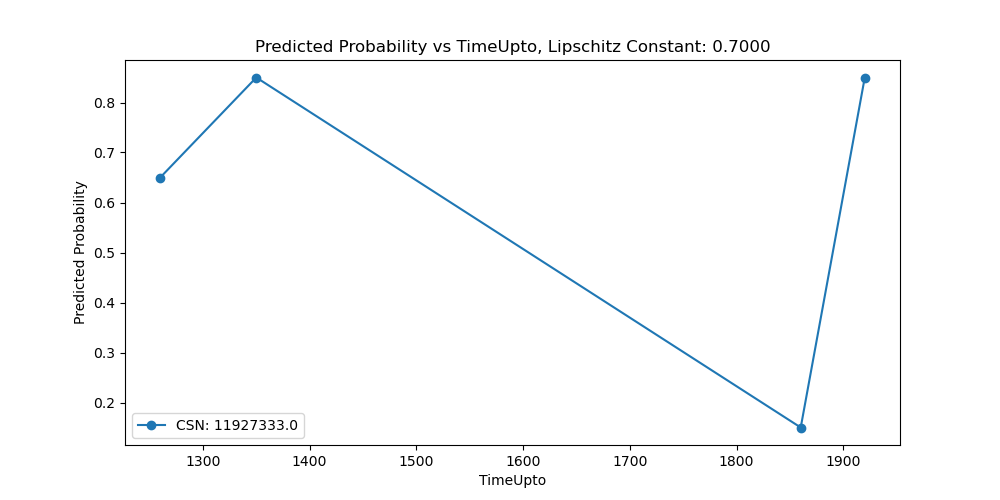 Predicted Probability vs TimeUpto, Lipschitz Constant: 0.7000
Predicted Probability
0.8
0.7
0.6
0.5
0.4
0.3
0.2
CSN: 11927333.0
1300 1400 1500 1600 1700 1800 1900
TimeUpto